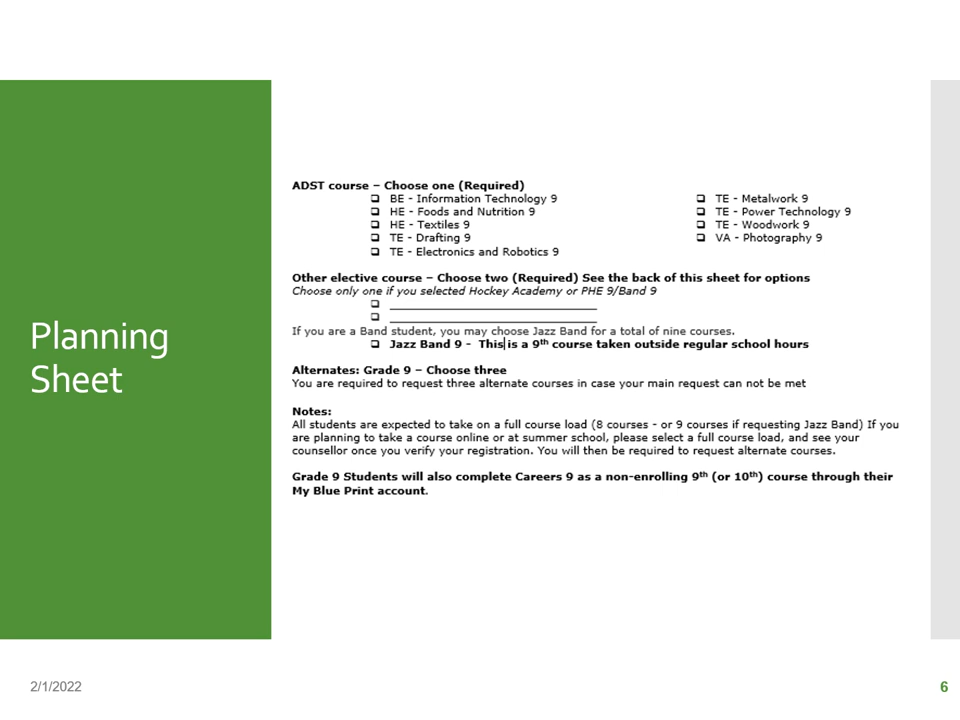 Planning
Sheet
ADST course – Choose one (Required)
❑ BE - Information Technology 9
❑ HE - Foods and Nutrition 9
❑ HE - Textiles 9
❑ TE - Drafting 9
❑ TE - Electronics and Robotics 9
❑ TE - Metalwork 9
❑ TE - Power Technology 9
❑ TE - Woodwork 9
❑ VA - Photography 9
Other elective course – Choose two (Required) See the back of this sheet for options
Choose only one if you selected Hockey Academy or PHE 9/Band 9
❑ ______________________________
❑ ______________________________
If you are a Band student, you may choose Jazz Band for a total of nine courses.
❑ Jazz Band 9 - This is a 9th course taken outside regular school hours
Alternates: Grade 9 – Choose three
You are required to request three alternate courses in case your main request can not be met
Notes:
All students are expected to take on a full course load (8 courses - or 9 courses if requesting Jazz Band) If you
are planning to take a course online or at summer school, please select a full course load, and see your
counsellor once you verify your registration. You will then be required to request alternate courses.
Grade 9 Students will also complete Careers 9 as a non-enrolling 9th (or 10th) course through their
My Blue Print account.
2/1/2022
6